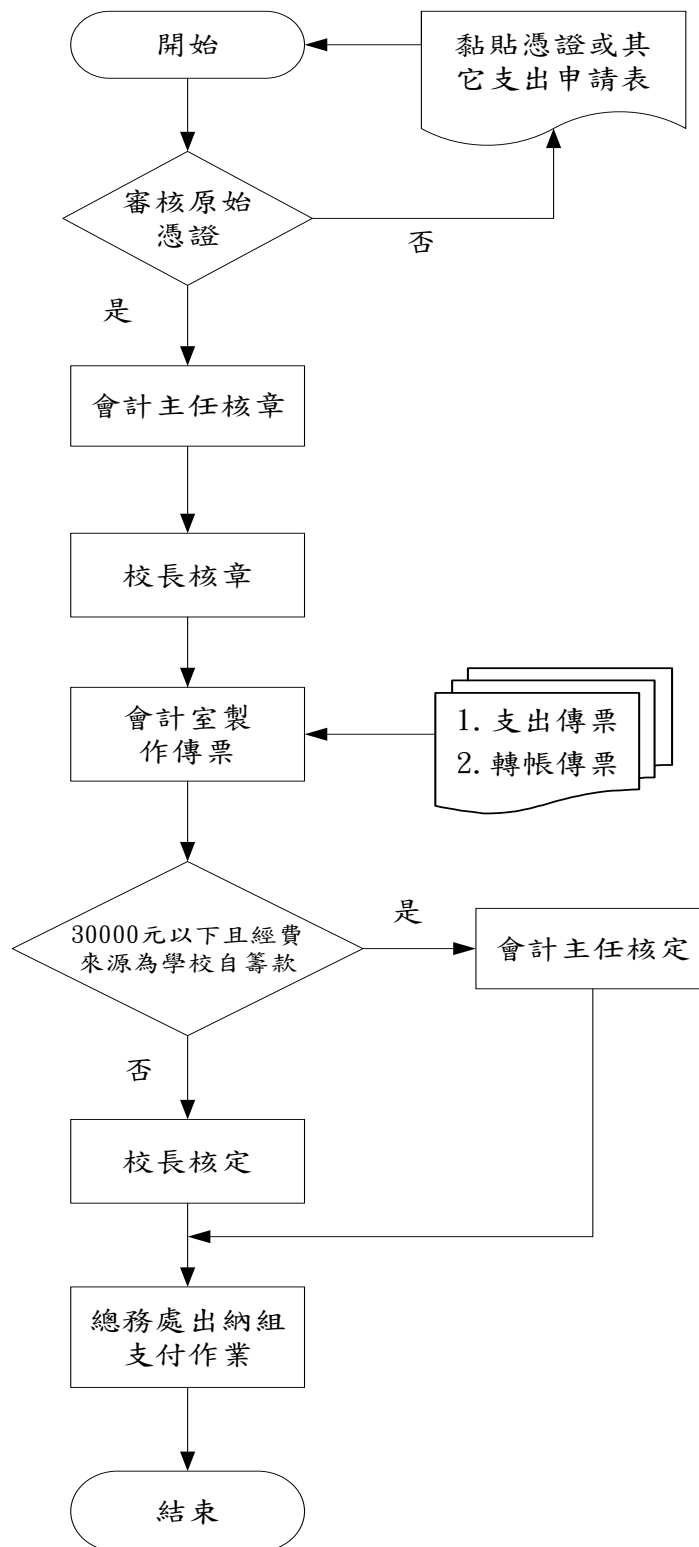 開始
黏貼憑證或其
它支出申請表
審核原始
憑證
否
是
會計主任核章
校長核章
會計室製
作傳票
1.支出傳票
2.轉帳傳票
30000元以下且經費
來源為學校自籌款
是
會計主任核定
否
校長核定
總務處出納組
支付作業
結束